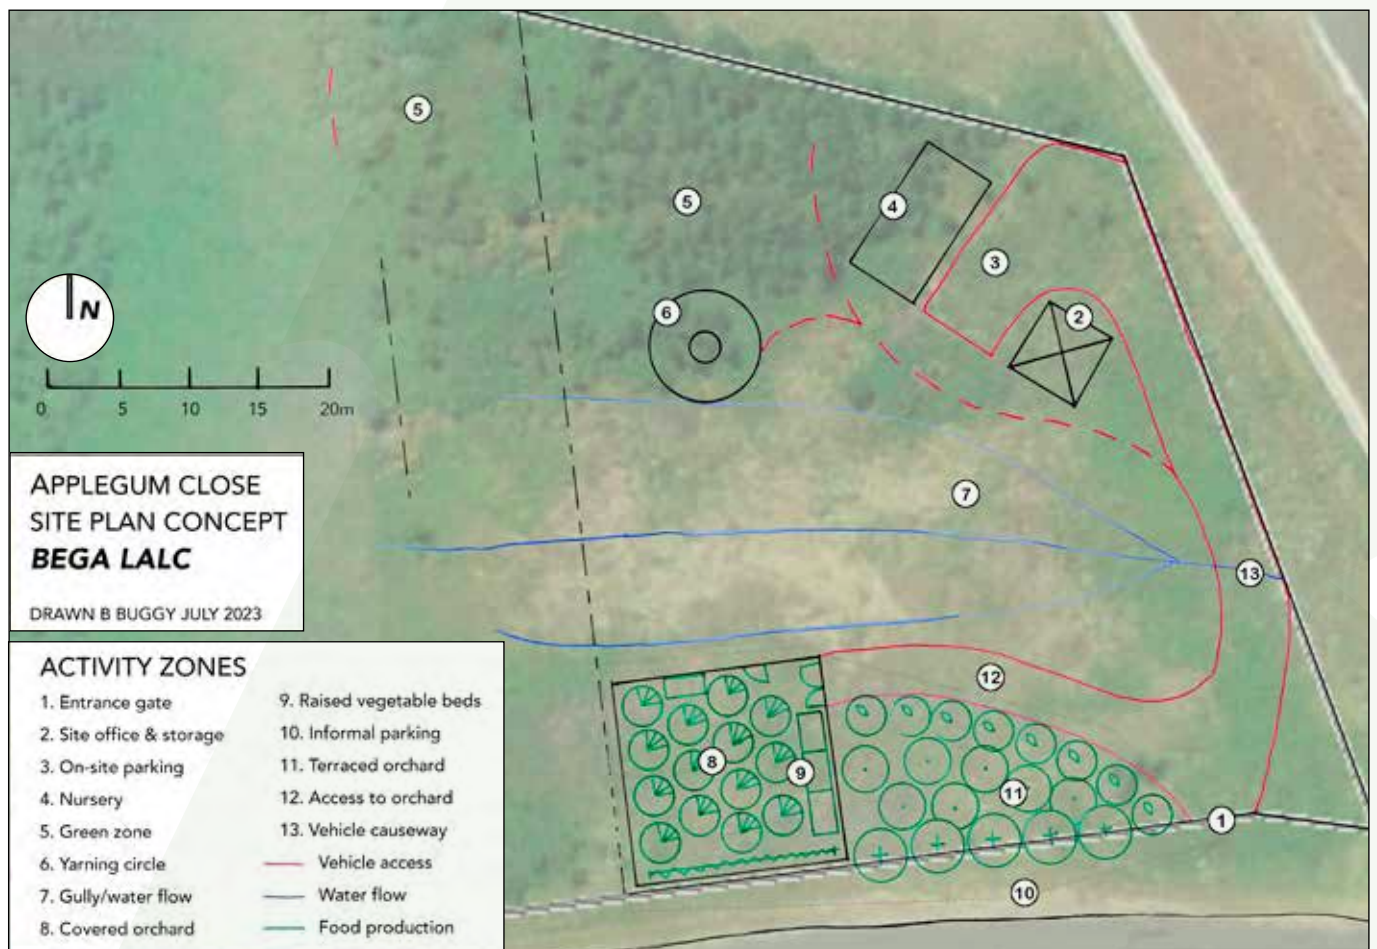 5
5
4
3
2
6
N
0 5 10 15 20m
7
13
APPLEGUM CLOSE
SITE PLAN CONCEPT
BEGA LALC
DRAWN B BUGGY JULY 2023
12
8
9
11
1
10
ACTIVITY ZONES
1. Entrance gate
2. Site office & storage
3. On-site parking
4. Nursery
5. Green zone
6. Yarning circle
7. Gully/water flow
8. Covered orchard
9. Raised vegetable beds
10. Informal parking
11. Terraced orchard
12. Access to orchard
13. Vehicle causeway
Vehicle access
Water flow
Food production